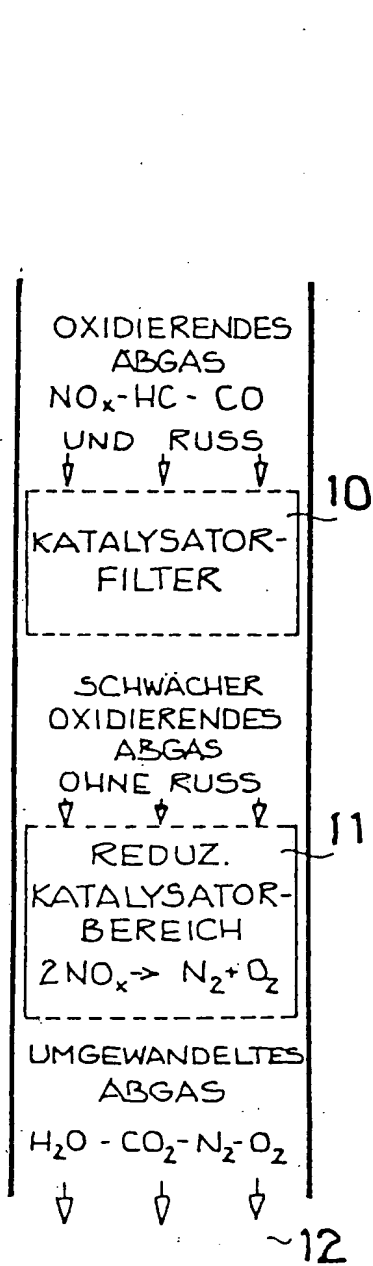 OXIDIERENDES
ABGAS
NOₓ-HC - CO
UND RUSS
10
KATALYSATOR-
FILTER
SCHWÄCHER
OXIDIERENDES
ABGAS
OHNE RUSS
11
REDUZ.
KATALYSATOR-
BEREICH
2NOₓ-> N₂+O₂
UMGEWANDELTES
ABGAS
H₂O - CO₂-N₂-O₂
~12